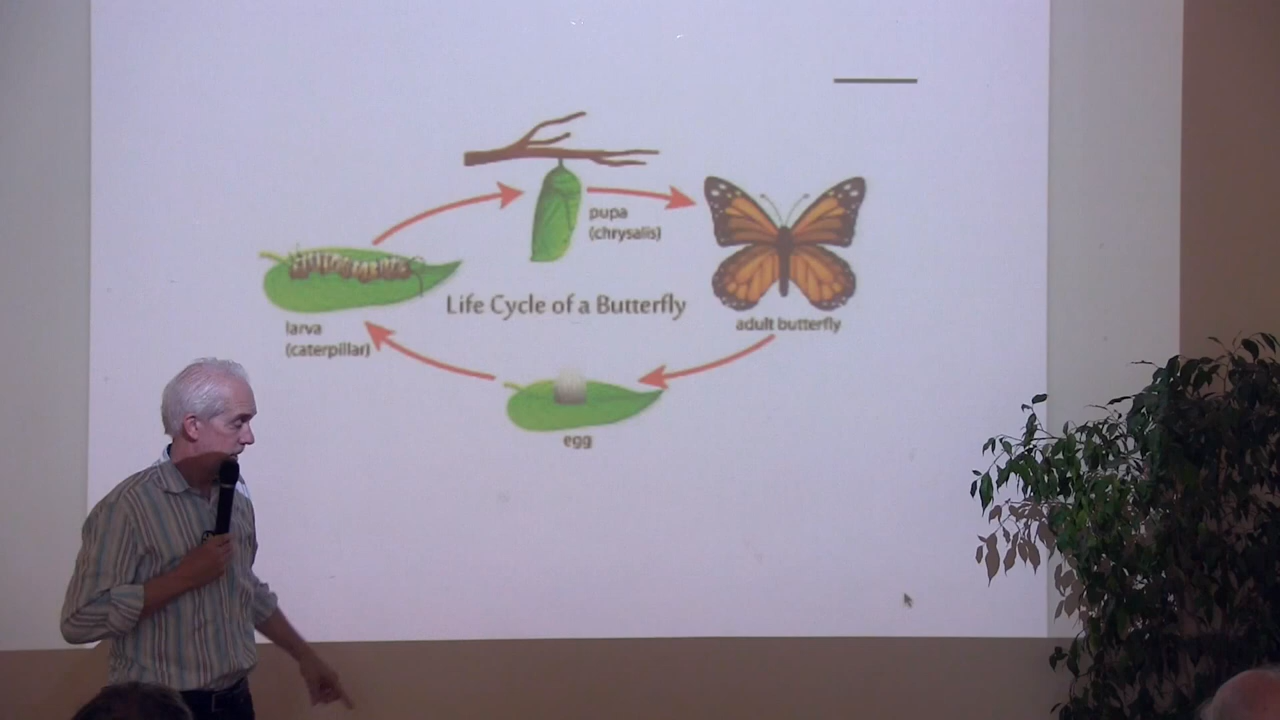 pupa
(chrysalis)
Life Cycle of a Butterfly
larva
(caterpillar)
adult butterfly
egg